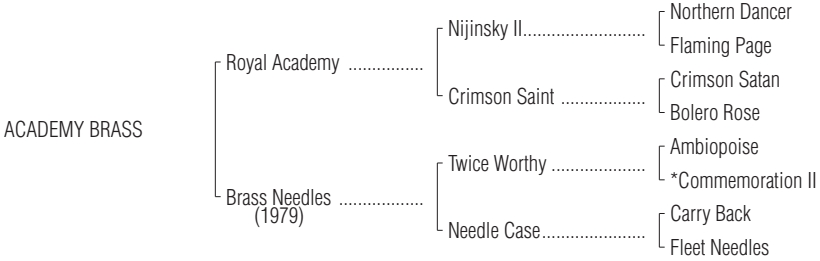 Northern Dancer
Nijinsky II..........................
Flaming Page
Royal Academy ................
Crimson Satan
Crimson Saint ..................
Bolero Rose
ACADEMY BRASS
Ambiopoise
Twice Worthy ....................
*Commemoration II
Brass Needles ..................
(1979)
Carry Back
Needle Case......................
Fleet Needles